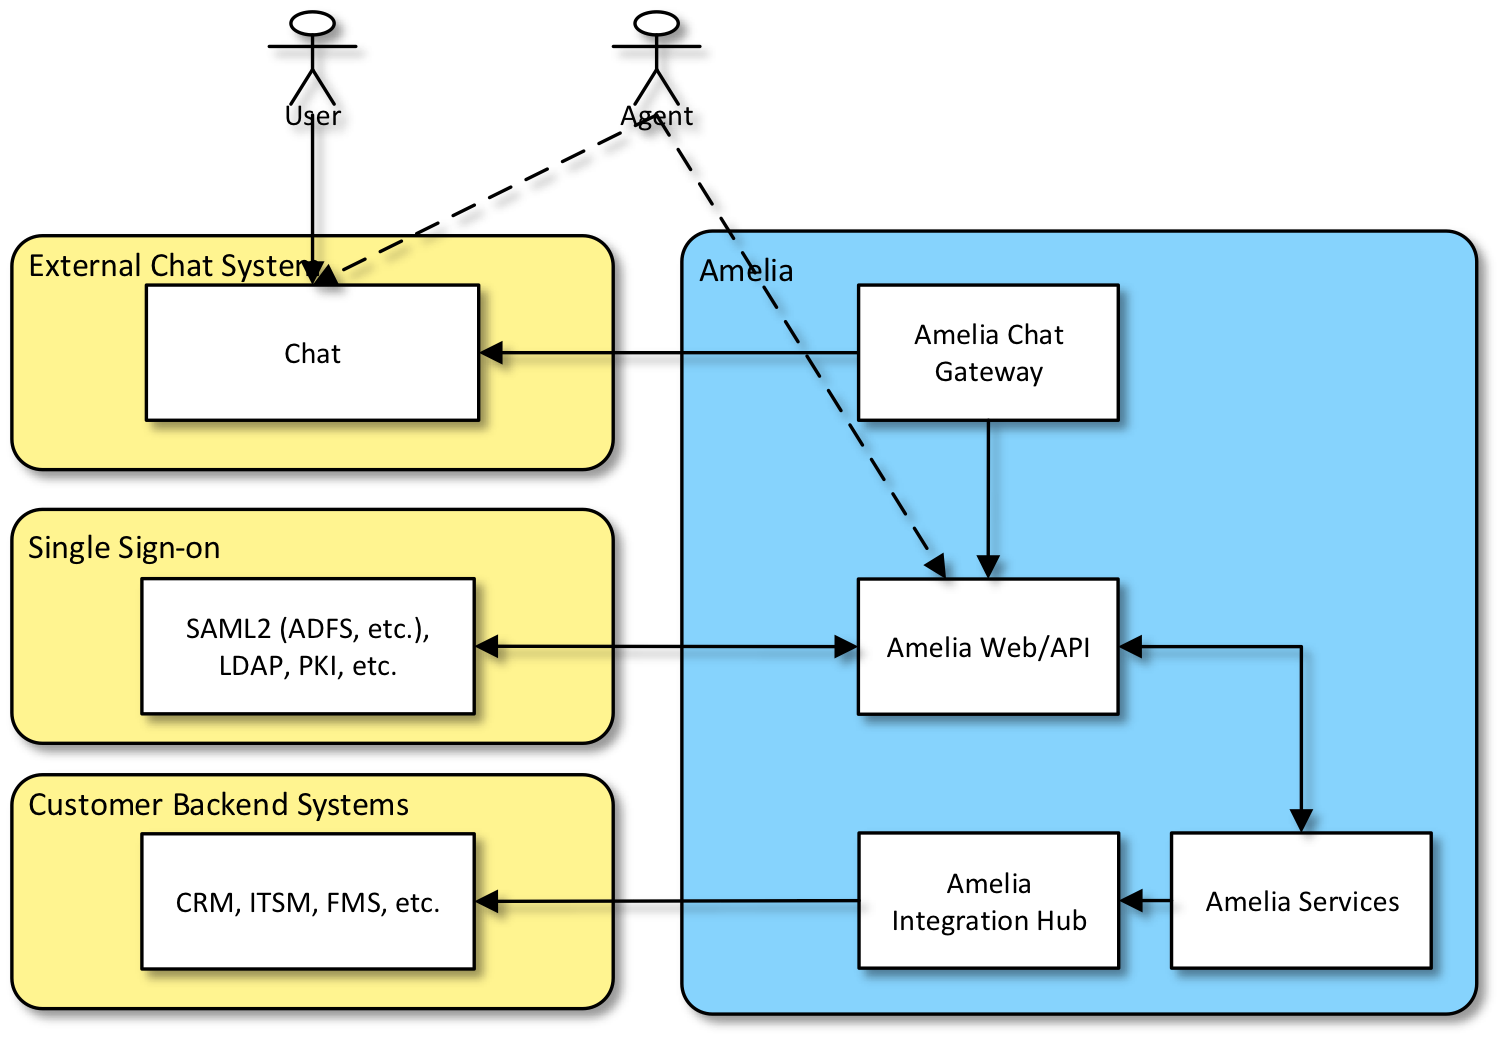 User
Agent
External Chat System
Amelia
Chat
Amelia Chat
Gateway
Single Sign-on
SAML2 (ADFS, etc.),
LDAP, PKI, etc.
Amelia Web/API
Customer Backend Systems
CRM, ITSM, FMS, etc.
Amelia
Integration Hub
Amelia Services